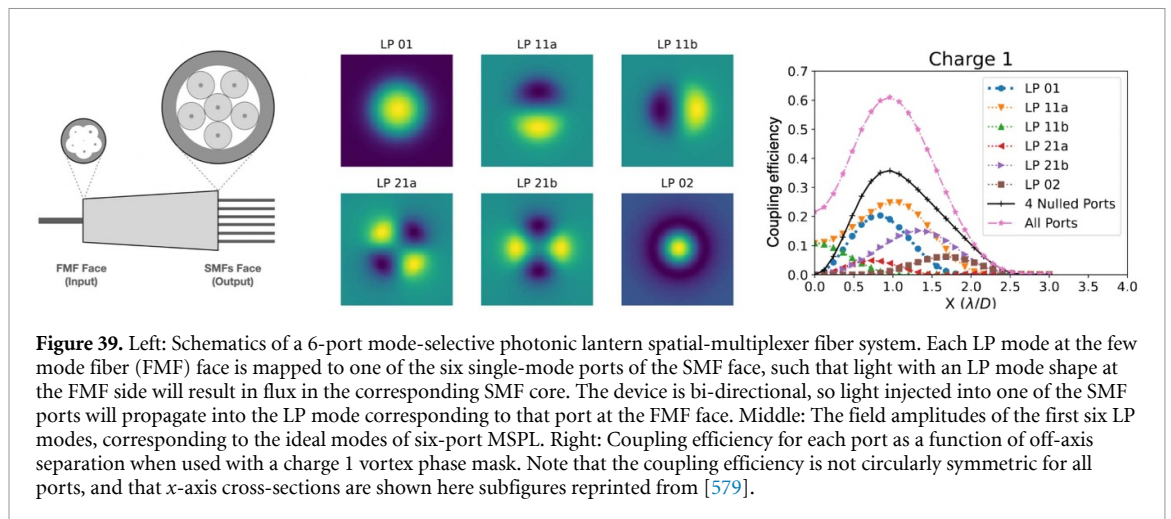 FMF Face
(Input)
SMFs Face
(Output)
LP 01
LP 11a
LP 11b
LP 21a
LP 21b
LP 02
Charge 1
Coupling efficiency
0.7
0.6
0.5
0.4
0.3
0.2
0.1
0.0
LP 01
LP 11a
LP 11b
LP 21a
LP 21b
LP 02
4 Nulled Ports
All Ports
0.0 0.5 1.0 1.5 2.0 2.5 3.0 4.0
X (λ/D)
Figure 39. Left: Schematics of a 6-port mode-selective photonic lantern spatial-multiplexer fiber system. Each LP mode at the few
mode fiber (FMF) face is mapped to one of the six single-mode ports of the SMF face, such that light with an LP mode shape at
the FMF side will result in flux in the corresponding SMF core. The device is bi-directional, so light injected into one of the SMF
ports will propagate into the LP mode corresponding to that port at the FMF face. Middle: The field amplitudes of the first six LP
modes, corresponding to the ideal modes of six-port MSPL. Right: Coupling efficiency for each port as a function of off-axis
separation when used with a charge 1 vortex phase mask. Note that the coupling efficiency is not circularly symmetric for all
ports, and that x-axis cross-sections are shown here subfigures reprinted from [579].